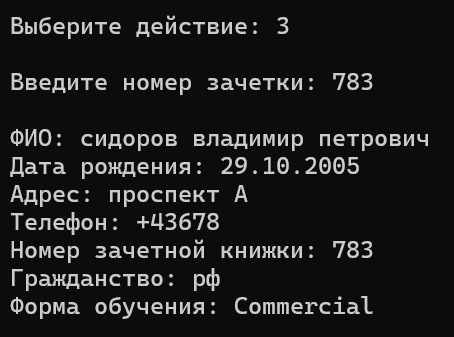 Выберите действие: 3
Введите номер зачетки: 783
ФИО: сидоров владимир петрович
Дата рождения: 29.10.2005
Адрес: проспект А
Телефон: +43678
Номер зачетной книжки: 783
Гражданство: рф
Форма обучения: Commercial